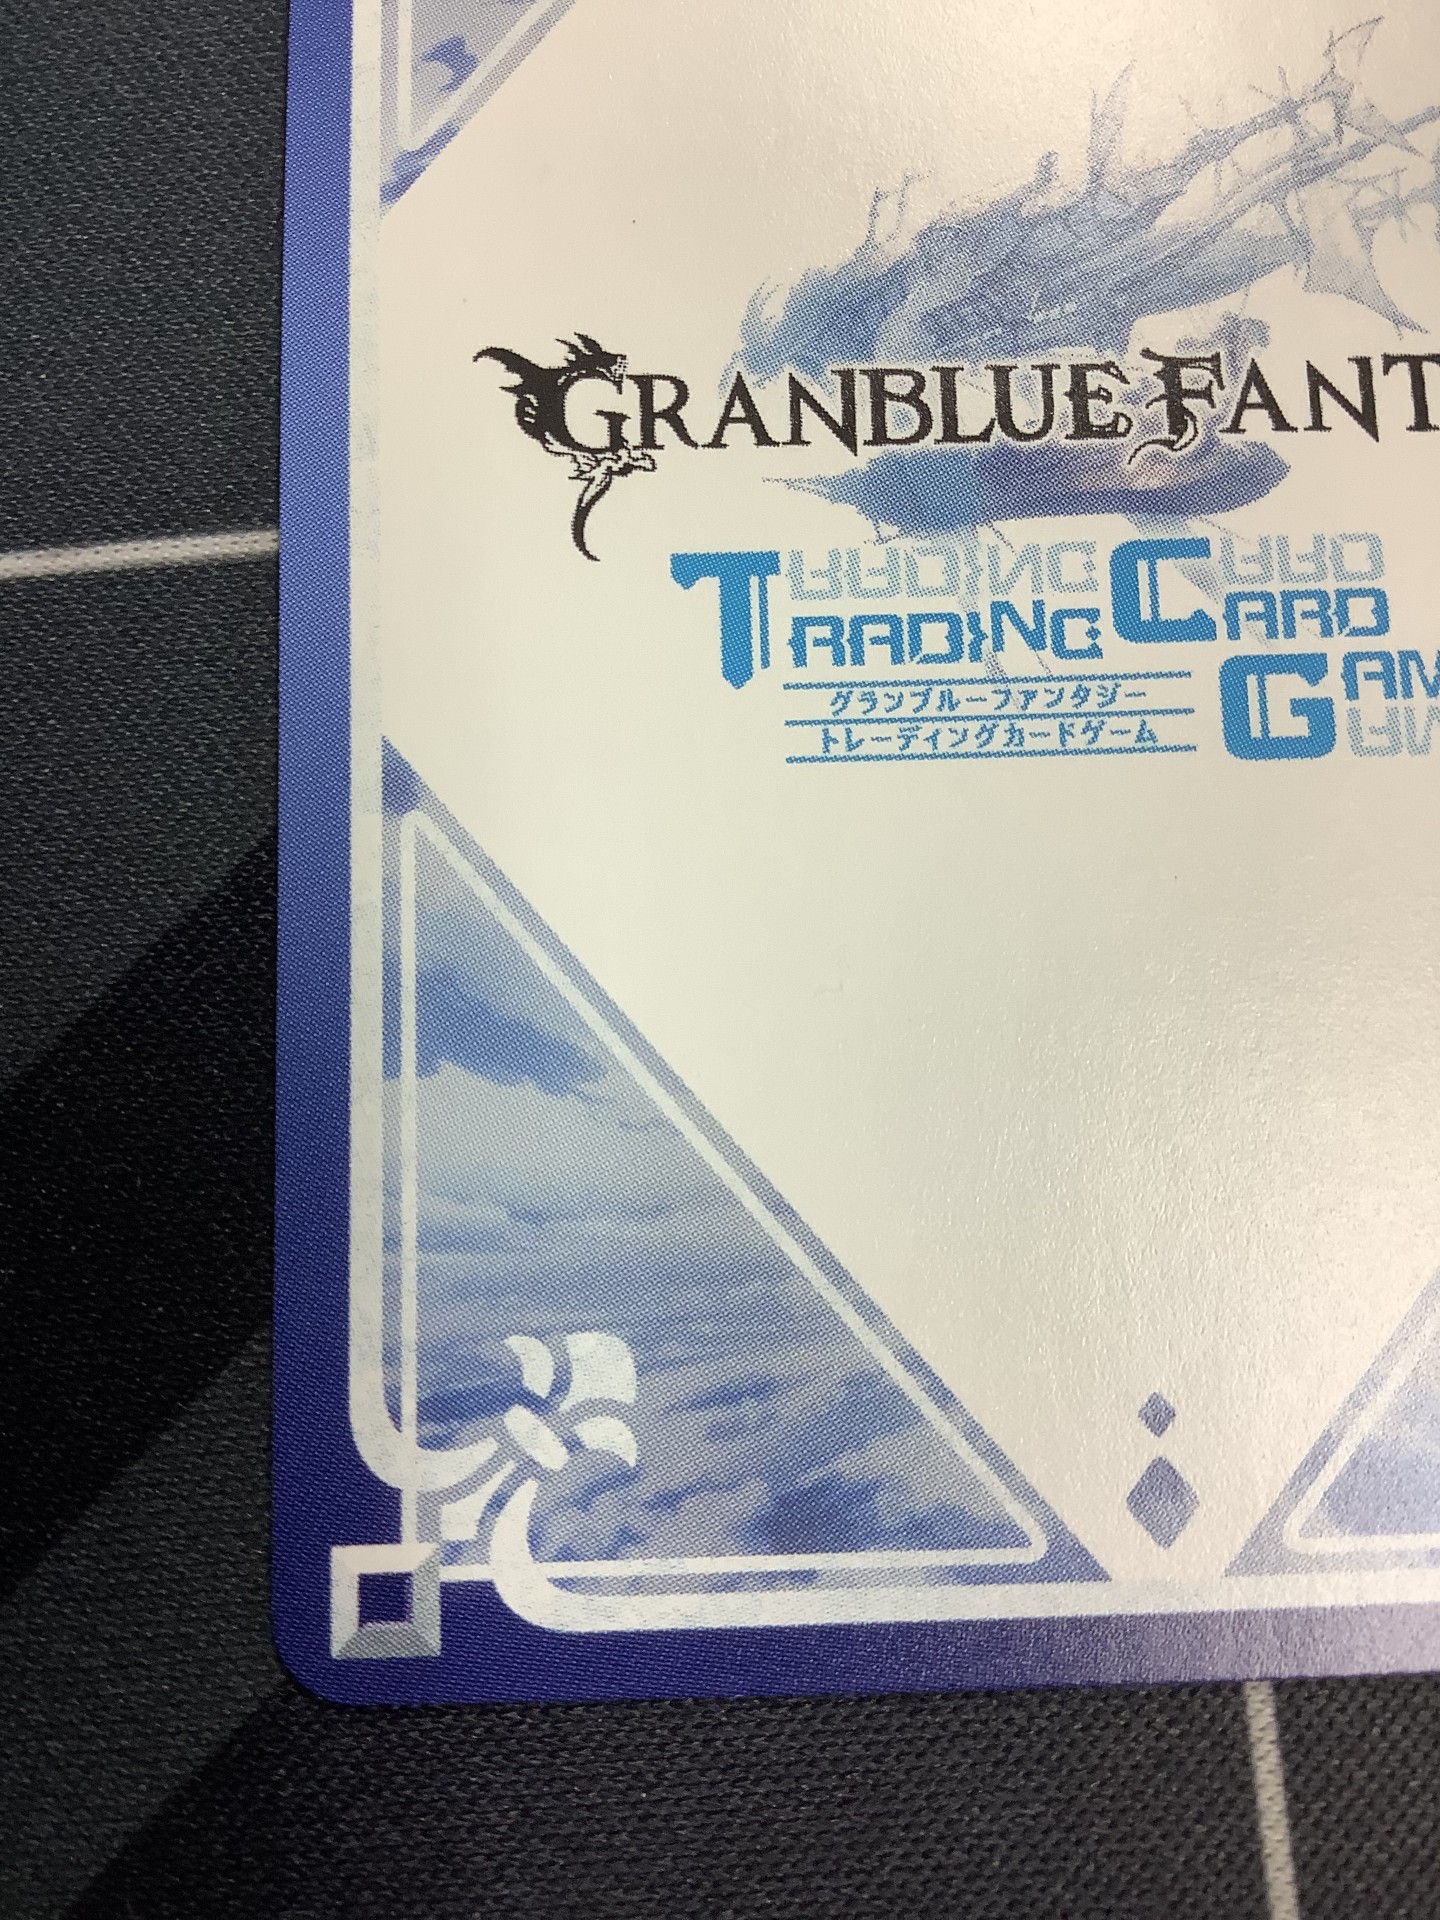 GRANBLUE FANT
TRADING CARD
GAM
グランブルーファンタジー
トレーディングカードゲーム